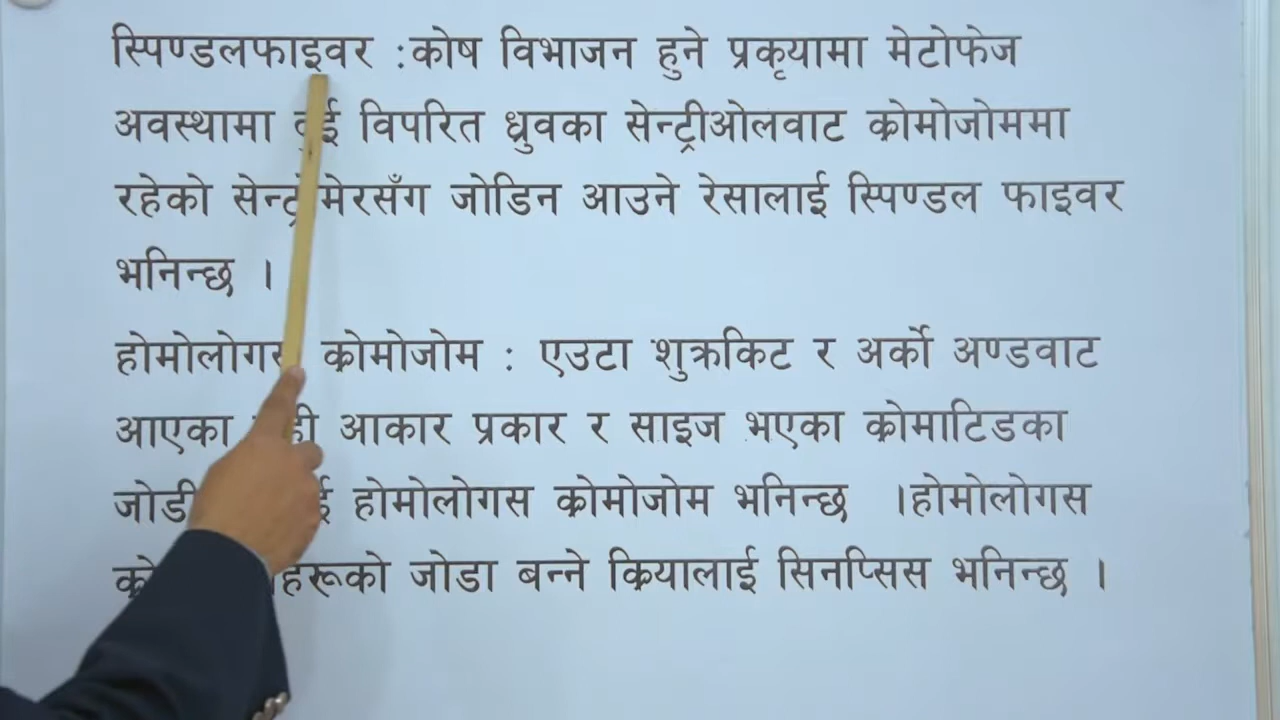 स्पिण्डलफाइवर :कोष विभाजन हुने प्रकृयामा मेटोफेज
अवस्थामा दुई विपरित ध्रुवका सेन्ट्रीओलवाट क्रोमोजोममा
रहेको सेन्ट्रोमेरसँग जोडिन आउने रेसालाई स्पिण्डल फाइवर
भनिन्छ ।
होमोलोगस क्रोमोजोम : एउटा शुक्रकिट र अर्को अण्डवाट
आएका आकार प्रकार र साइज भएका क्रोमाटिडका
होमोलोगस क्रोमोजोम भनिन्छ ।होमोलोगस
जोडा बन्ने क्रियालाई सिनप्सिस भनिन्छ ।